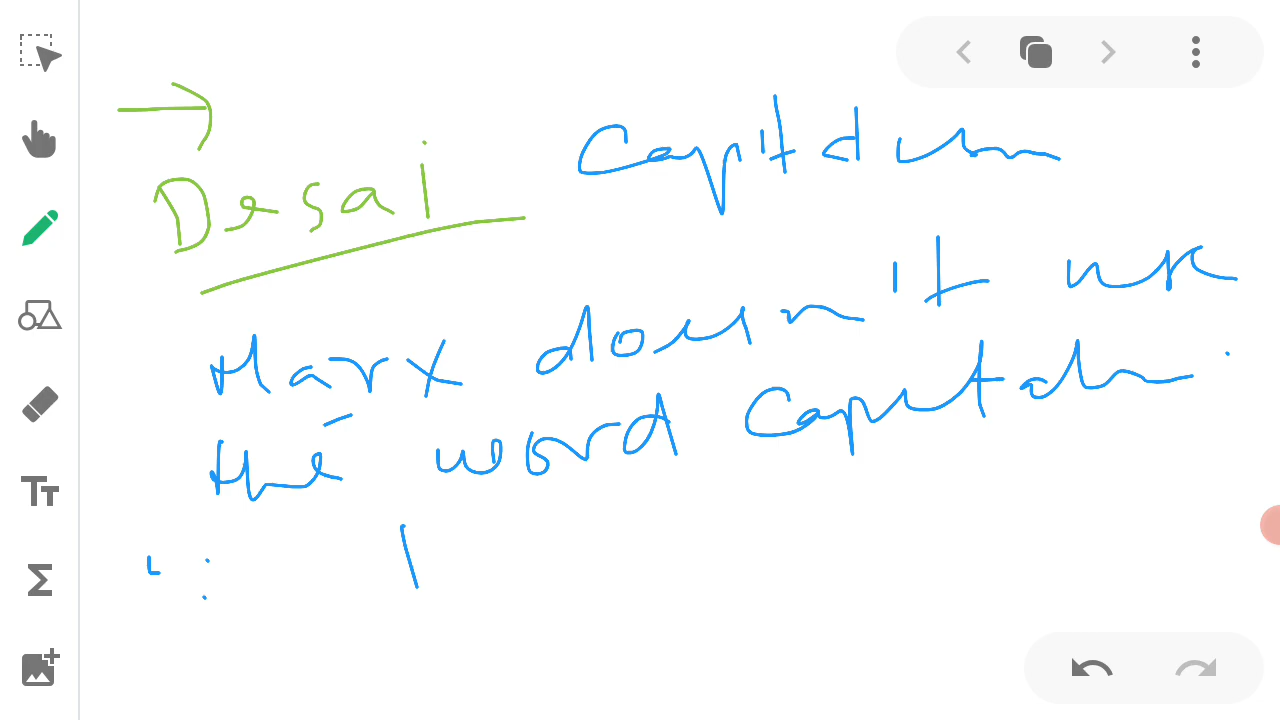 → Desai
Capitalism
Marx doesn't use
the word Capitalism.